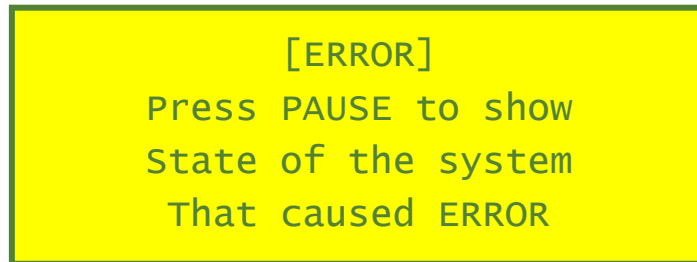 [ERROR]
Press PAUSE to show
State of the system
That caused ERROR